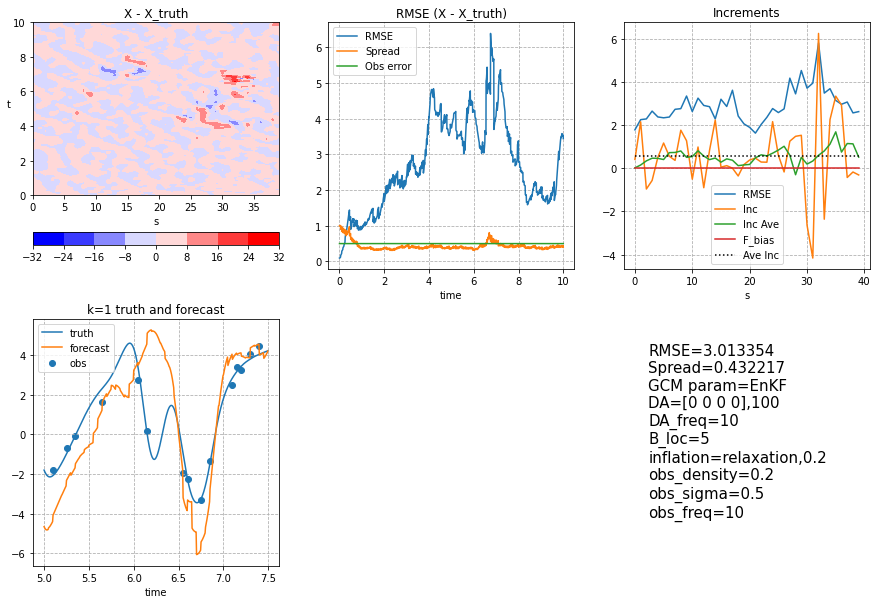 X - X_truth
10
8
6
4
2
0
t
0 5 10 15 20 25 30 35
s
−32 −24 −16 −8 0 8 16 24 32
RMSE (X - X_truth)
RMSE
Spread
Obs error
6
5
4
3
2
1
0
0 2 4 6 8 10
time
Increments
6
4
2
0
−2
−4
RMSE
Inc
Inc Ave
F_bias
Ave Inc
0 10 20 30 40
s
k=1 truth and forecast
truth
forecast
obs
4
2
0
−2
−4
−6
5.0 5.5 6.0 6.5 7.0 7.5
time
RMSE=3.013354
Spread=0.432217
GCM param=EnKF
DA=[0 0 0 0],100
DA_freq=10
B_loc=5
inflation=relaxation,0.2
obs_density=0.2
obs_sigma=0.5
obs_freq=10